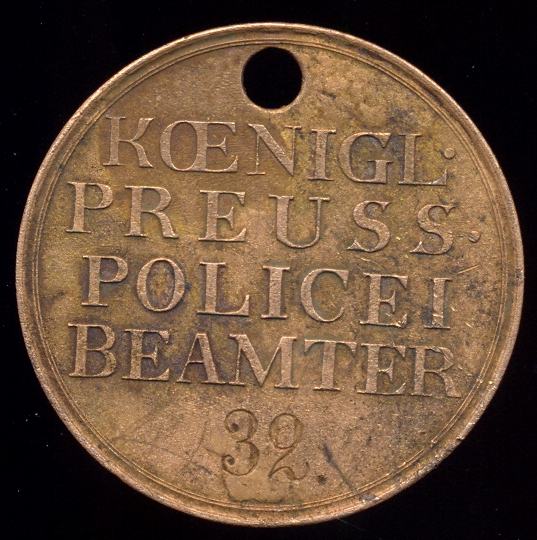 KŒNIGL:
PREUSS:
POLICEI
BEAMTER
32